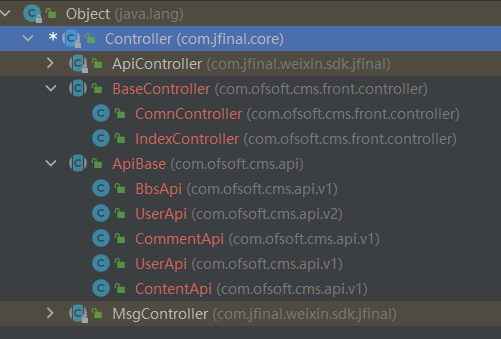 Object (java.lang)
* Controller (com.jfinal.core)
ApiController (com.jfinal.weixin.sdk.jfinal)
BaseController (com.ofsoft.cms.front.controller)
ComnController (com.ofsoft.cms.front.controller)
IndexController (com.ofsoft.cms.front.controller)
ApiBase (com.ofsoft.cms.api)
BbsApi (com.ofsoft.cms.api.v1)
UserApi (com.ofsoft.cms.api.v2)
CommentApi (com.ofsoft.cms.api.v1)
UserApi (com.ofsoft.cms.api.v1)
ContentApi (com.ofsoft.cms.api.v1)
MsgController (com.jfinal.weixin.sdk.jfinal)